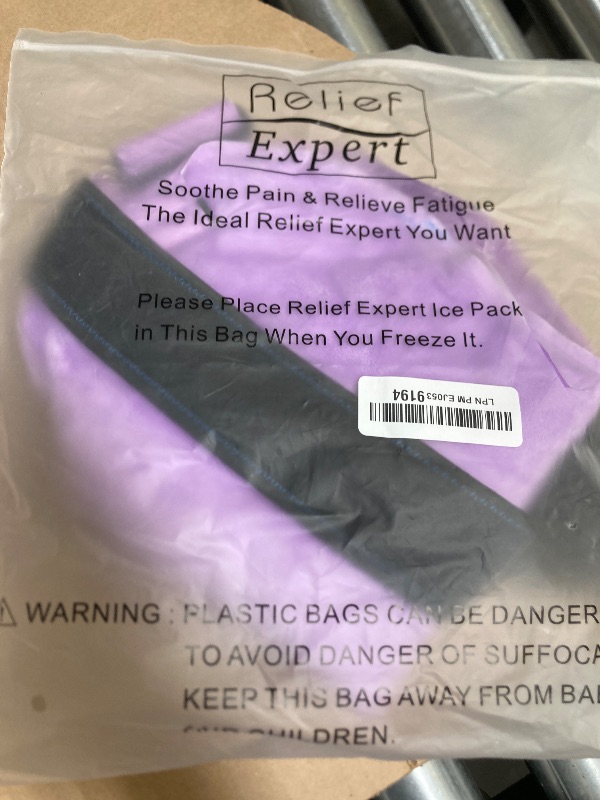 Relief
Expert
Soothe Pain & Relieve Fatigue
The Ideal Relief Expert You Want
Please Place Relief Expert Ice Pack
in This Bag When You Freeze It.
LPN PM EJ053 9194
WARNING : PLASTIC BAGS CAN BE DANGER
TO AVOID DANGER OF SUFFOCA
KEEP THIS BAG AWAY FROM BA
AND CHILDREN.